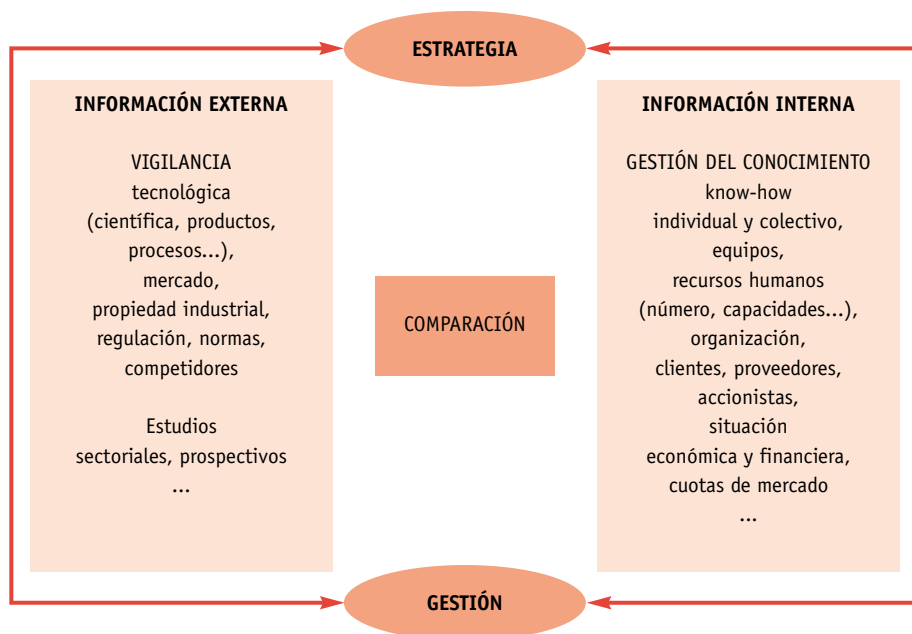 ESTRATEGIA
INFORMACIÓN EXTERNA
VIGILANCIA
tecnológica
(científica, productos,
procesos...),
mercado,
propiedad industrial,
regulación, normas,
competidores
Estudios
sectoriales, prospectivos
...
COMPARACIÓN
INFORMACIÓN INTERNA
GESTIÓN DEL CONOCIMIENTO
know-how
individual y colectivo,
equipos,
recursos humanos
(número, capacidades...),
organización,
clientes, proveedores,
accionistas,
situación
económica y financiera,
cuotas de mercado
...
GESTIÓN